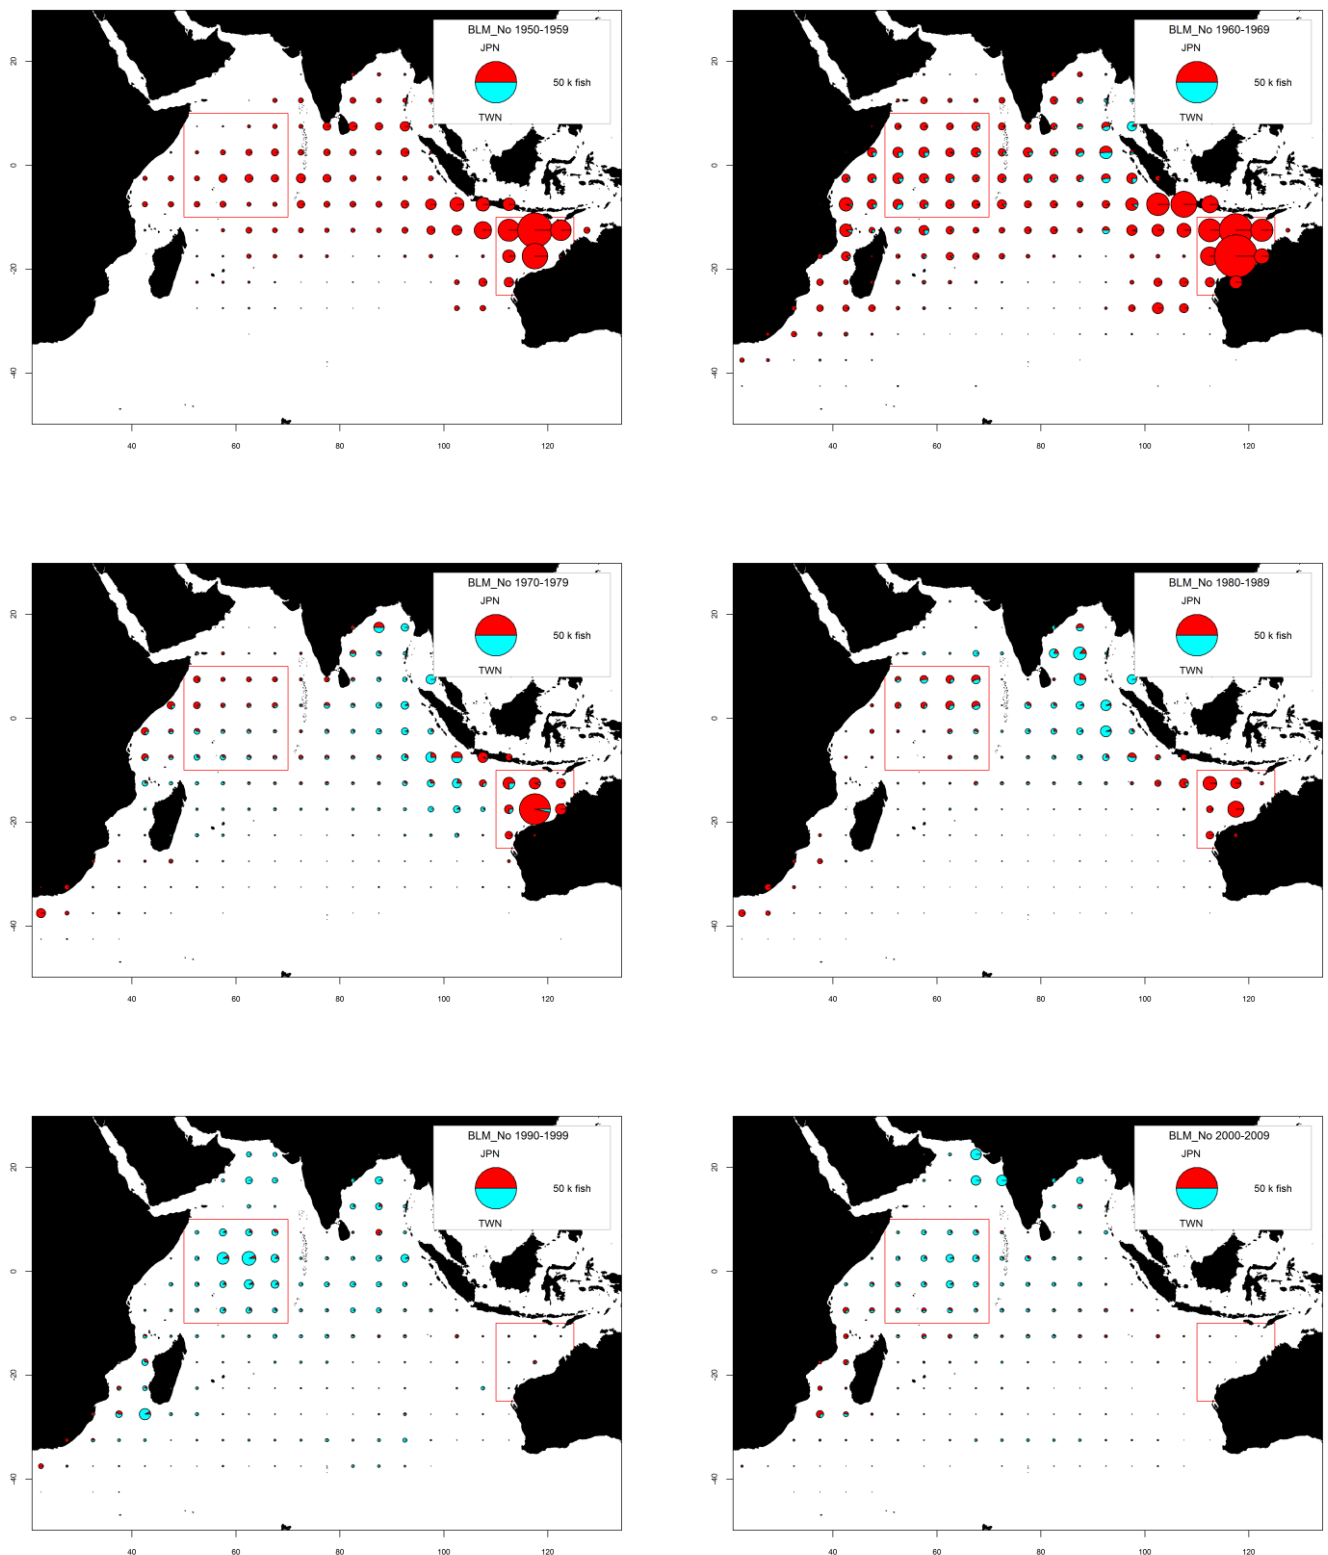 BLM_No 1950-1959
JPN
50 k fish
TWN
20
0
-20
-40
40 60 80 100 120
BLM_No 1960-1969
JPN
50 k fish
TWN
20
0
-20
-40
40 60 80 100 120
BLM_No 1970-1979
JPN
50 k fish
TWN
20
0
-20
-40
40 60 80 100 120
BLM_No 1980-1989
JPN
50 k fish
TWN
20
0
-20
-40
40 60 80 100 120
BLM_No 1990-1999
JPN
50 k fish
TWN
20
0
-20
-40
40 60 80 100 120
BLM_No 2000-2009
JPN
50 k fish
TWN
20
0
-20
-40
40 60 80 100 120